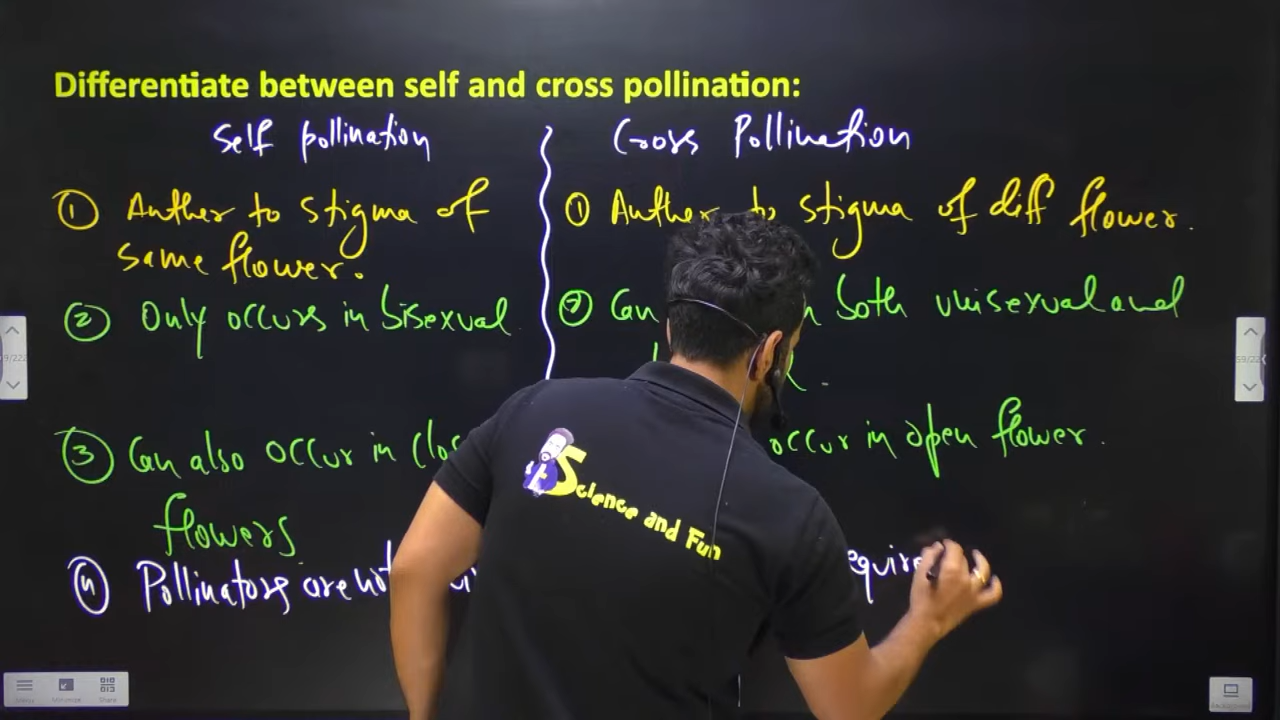 Differentiate between self and cross pollination:
Self pollination
Cross Pollination
① Anther to stigma of
same flower.
① Anther to stigma of diff flower.
② Only occurs in bisexual
② Can both unisexual and
③ Can also occur in
flowers
occur in open flower.
④ Pollinators are not
Science and Fun